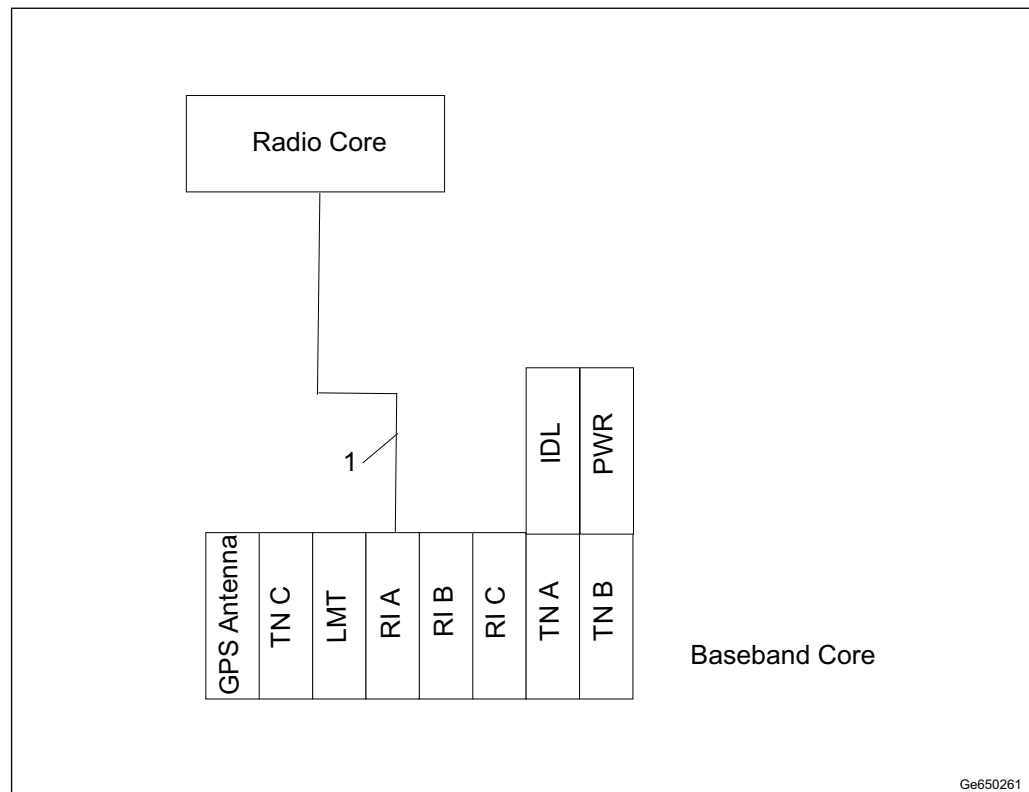 Radio Core
1
IDL
PWR
GPS Antenna
TN C
LMT
RI A
RI B
RI C
TN A
TN B
Baseband Core
Ge650261